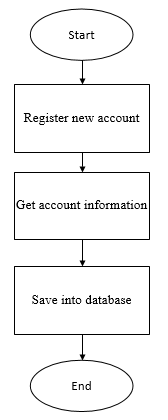 Start
Register new account
Get account information
Save into database
End